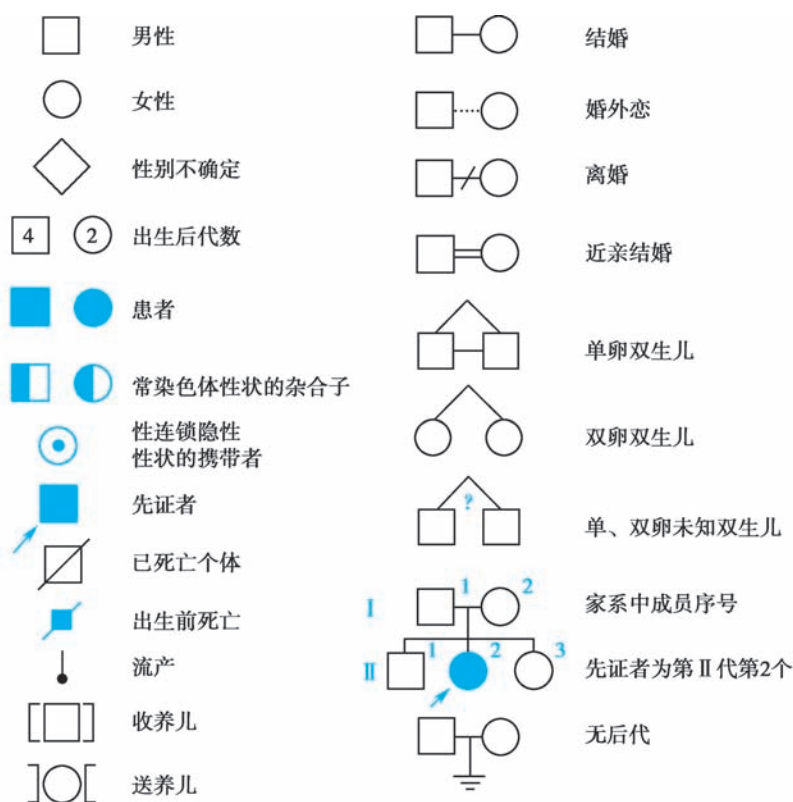 男性
女性
性别不确定
4 2 出生后代数
患者
常染色体性状的杂合子
性连锁隐性
性状的携带者
先证者
已死亡个体
出生前死亡
流产
收养儿
送养儿
结婚
婚外恋
离婚
近亲结婚
单卵双生儿
双卵双生儿
? 单、双卵未知双生儿
Ⅰ 1 2 家系中成员序号
Ⅱ 1 2 3 先证者为第Ⅱ代第2个
无后代